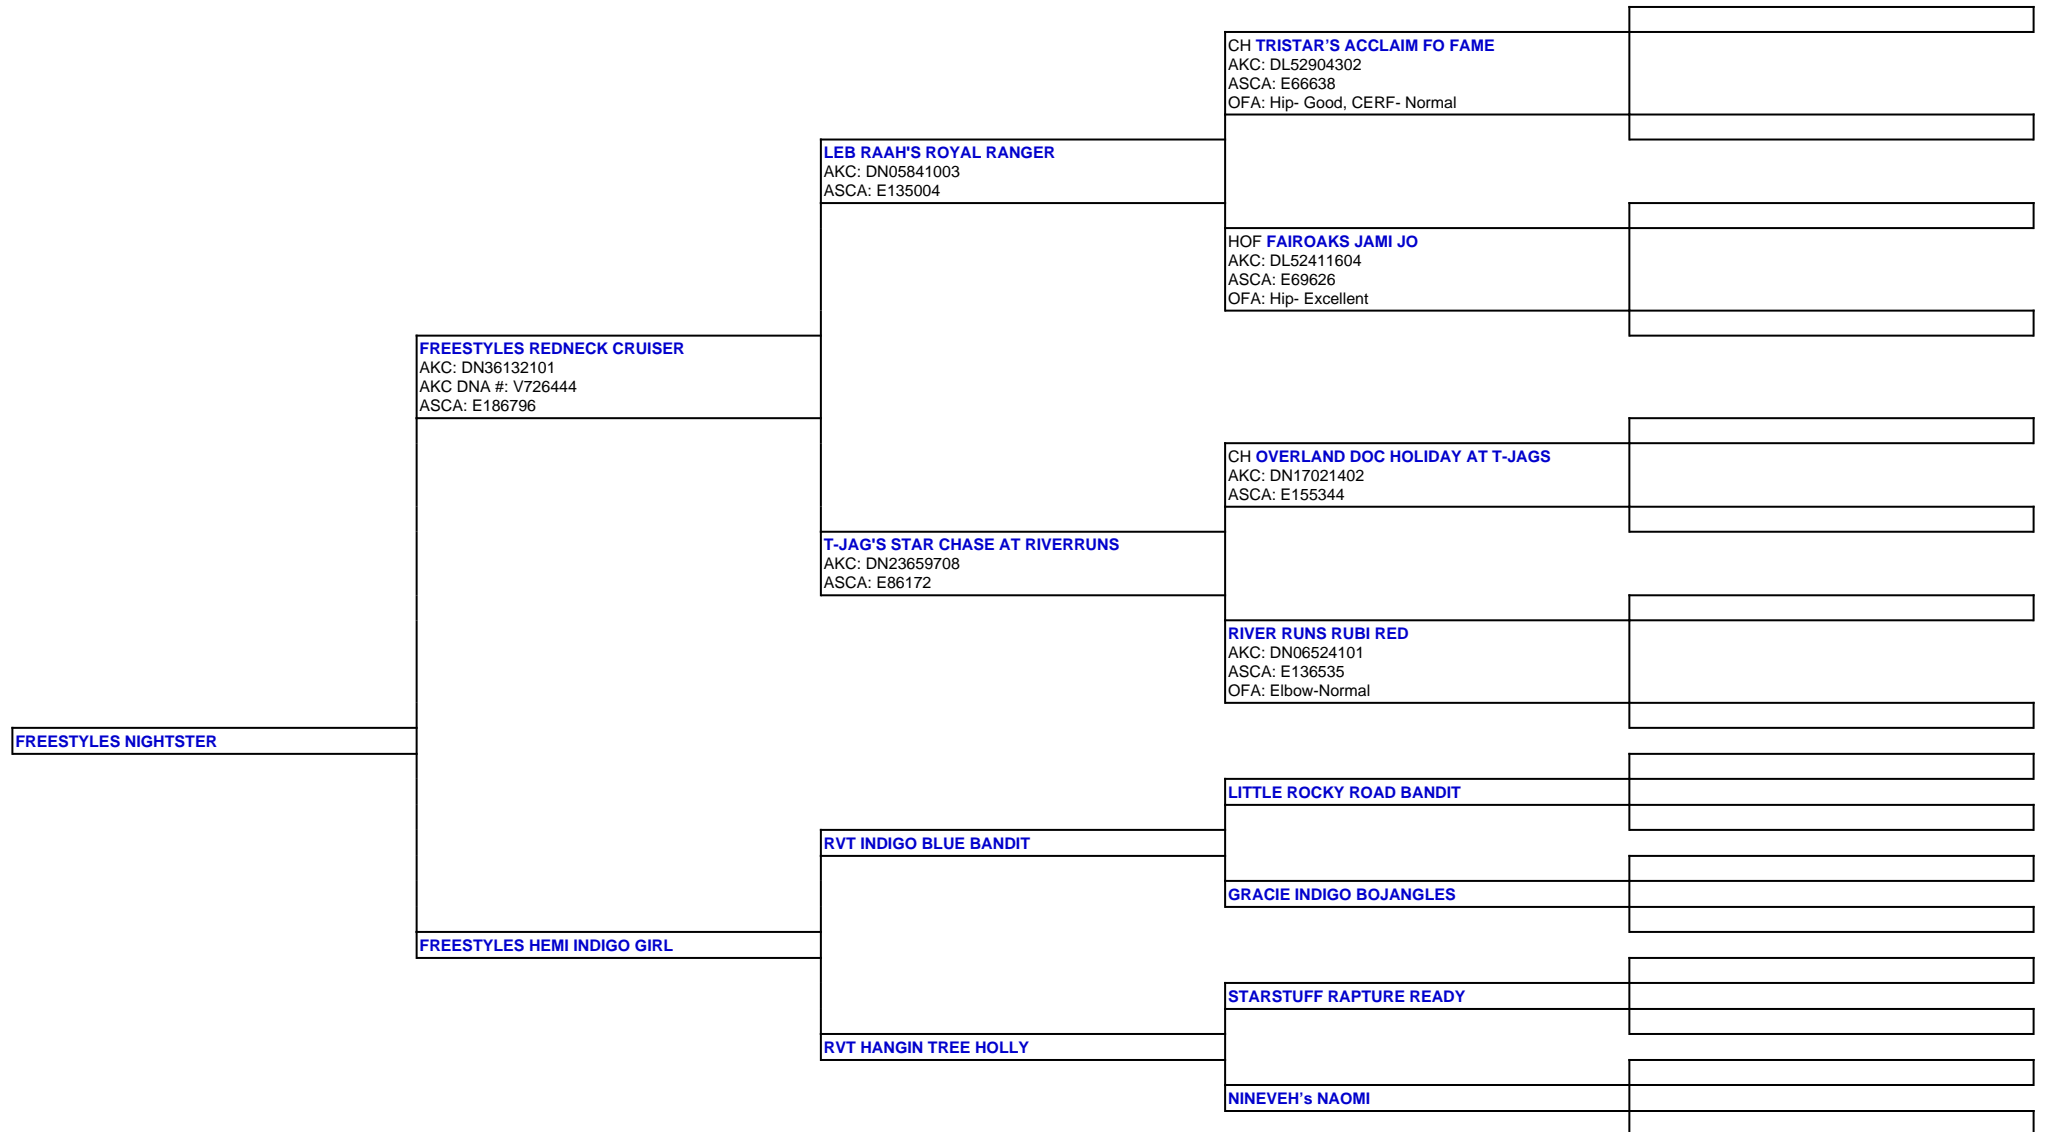 CH TRISTAR’S ACCLAIM FO FAME
AKC: DL52904302
ASCA: E66638
OFA: Hip- Good, CERF- Normal
LEB RAAH'S ROYAL RANGER
AKC: DN05841003
ASCA: E135004
HOF FAIROAKS JAMI JO
AKC: DL52411604
ASCA: E69626
OFA: Hip- Excellent
FREESTYLES REDNECK CRUISER
AKC: DN36132101
AKC DNA #: V726444
ASCA: E186796
CH OVERLAND DOC HOLIDAY AT T-JAGS
AKC: DN17021402
ASCA: E155344
T-JAG'S STAR CHASE AT RIVERRUNS
AKC: DN23659708
ASCA: E86172
RIVER RUNS RUBI RED
AKC: DN06524101
ASCA: E136535
OFA: Elbow-Normal
FREESTYLES NIGHTSTER
LITTLE ROCKY ROAD BANDIT
RVT INDIGO BLUE BANDIT
GRACIE INDIGO BOJANGLES
FREESTYLES HEMI INDIGO GIRL
STARSTUFF RAPTURE READY
RVT HANGIN TREE HOLLY
NINEVEH's NAOMI